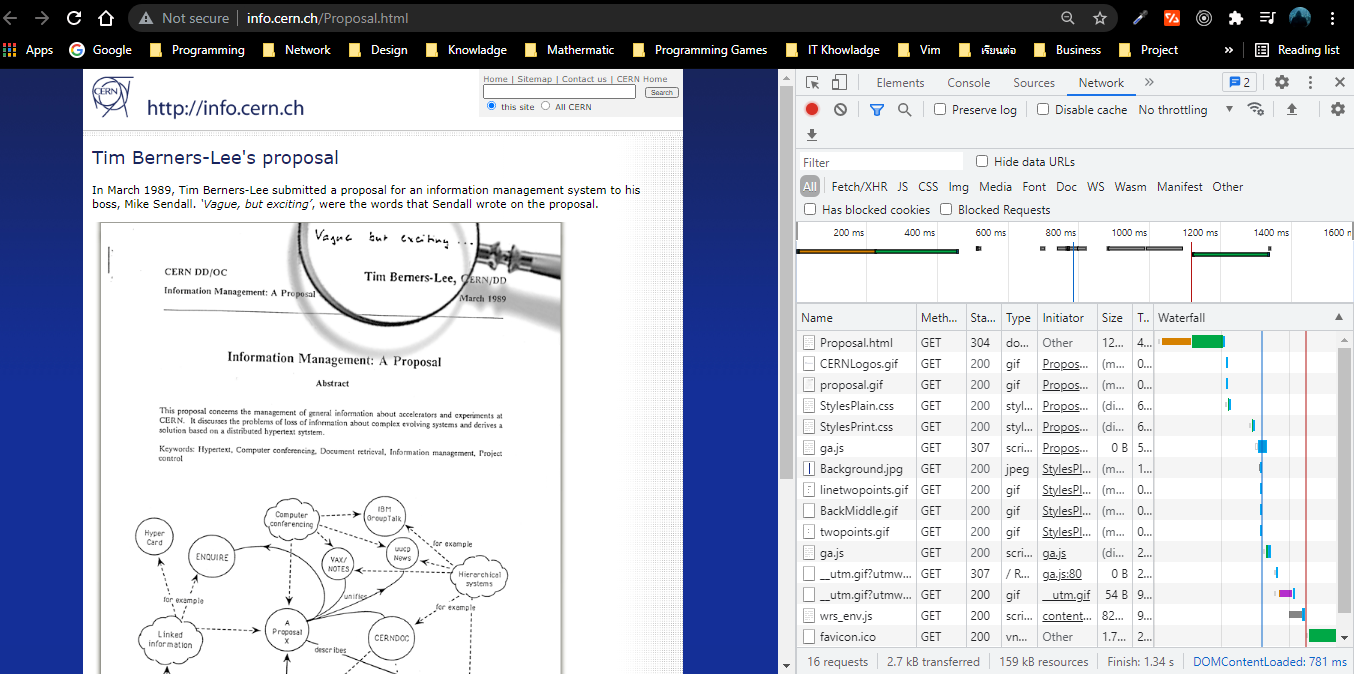 Not secure | info.cern.ch/Proposal.html
Apps Google Programming Network Design Knowladge Mathermatic Programming Games IT Khowladge Vim เรียนต่อ Business Project » Reading list
CERN
http://info.cern.ch
Home | Sitemap | Contact us | CERN Home
Search
this site All CERN
Tim Berners-Lee's proposal
In March 1989, Tim Berners-Lee submitted a proposal for an information management system to his
boss, Mike Sendall. 'Vague, but exciting', were the words that Sendall wrote on the proposal.
Vague but exciting ...
CERN DD/OC
Tim Berners-Lee, CERN/DD
Information Management: A Proposal
March 1989
Information Management: A Proposal
Abstract
This proposal concerns the management of general information about accelerators and experiments at
CERN. It discusses the problems of loss of information about complex evolving systems and derives a
solution based on a distributed hypertext sytstem.
Keywords: Hypertext, Computer conferencing, Document retrieval, Information management, Project
control
Computer
conferencing
IBM
GroupTalk
Hyper
Card
for example
ENQUIRE
VAX/
NOTES
uucp
News
Hierarchical
systems
unifies
for example
for example
Linked
information
A
Proposal
X
CERNDOC
describes
Elements Console Sources Network » 2
Preserve log Disable cache No throttling
Filter Hide data URLs
All Fetch/XHR JS CSS Img Media Font Doc WS Wasm Manifest Other
Has blocked cookies Blocked Requests
200 ms 400 ms 600 ms 800 ms 1000 ms 1200 ms 1400 ms 1600 n
Name Meth... Sta... Type Initiator Size T... Waterfall
Proposal.html GET 304 do... Other 12... 4...
CERNLogos.gif GET 200 gif Propos... (m... 0...
proposal.gif GET 200 gif Propos... (m... 0...
StylesPlain.css GET 200 styl... Propos... (di... 6...
StylesPrint.css GET 200 styl... Propos... (di... 6...
ga.js GET 307 scri... Propos... 0 B 5...
Background.jpg GET 200 jpeg StylesPl... (m... 1...
linetwopoints.gif GET 200 gif StylesPl... (m... 0...
BackMiddle.gif GET 200 gif StylesPl... (m... 0...
twopoints.gif GET 200 gif StylesPl... (m... 0...
ga.js GET 200 scri... ga.js (di... 2...
__utm.gif?utmw... GET 307 / R... ga.js:80 0 B 2...
__utm.gif?utmw... GET 200 gif __utm.gif 54 B 9...
wrs_env.js GET 200 scri... content... 82... 9...
favicon.ico GET 200 vn... Other 1.7... 2...
16 requests 2.7 kB transferred 159 kB resources Finish: 1.34 s DOMContentLoaded: 781 ms